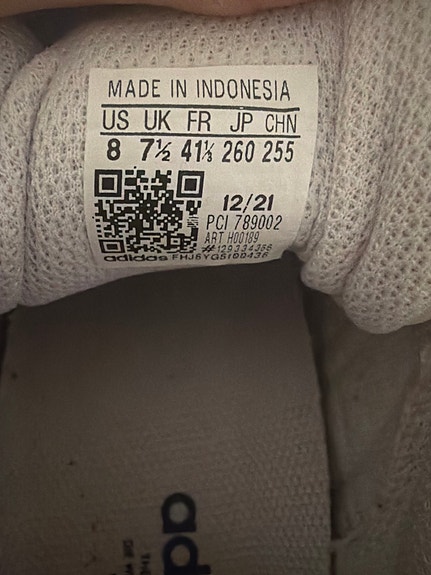 MADE IN INDONESIA
US UK FR JP CHN
8 7½ 41⅓ 260 255
12/21
PCI 789002
ART H00189
adidas
ad